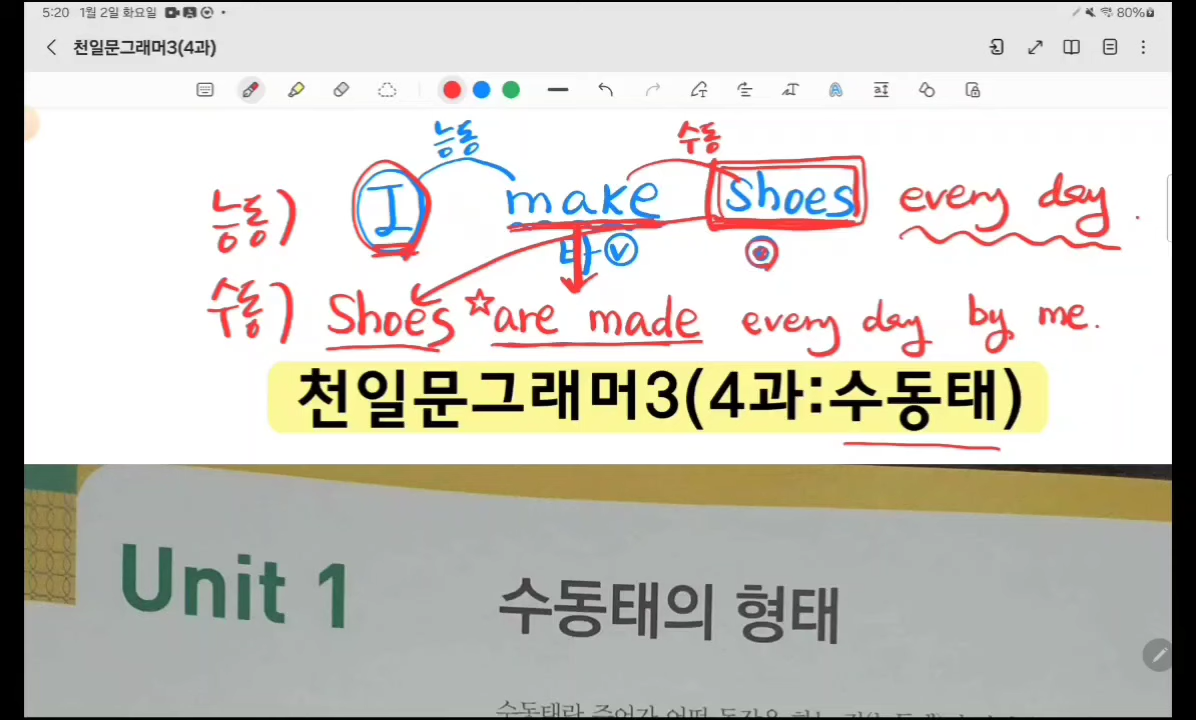 5:20 1월 2일 화요일 80%
천일문그래머3(4과)
능동 수동
능동) I make shoes every day.
타 v
수동) Shoes ☆are made every day by me.
천일문그래머3(4과:수동태)
Unit 1 수동태의 형태